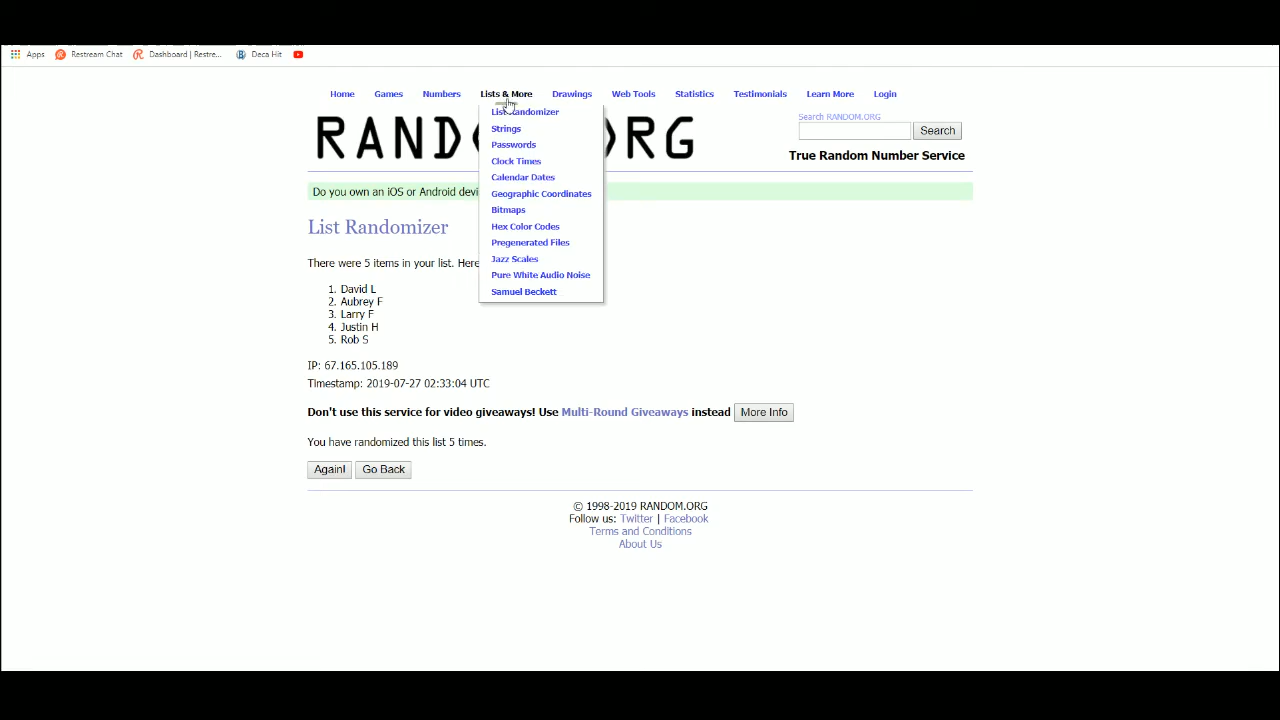 Apps Restream Chat Dashboard | Restre... Deca Hit
Home Games Numbers Lists & More Drawings Web Tools Statistics Testimonials Learn More Login
List Randomizer
Strings
Passwords
Clock Times
Calendar Dates
Geographic Coordinates
Bitmaps
Hex Color Codes
Pregenerated Files
Jazz Scales
Pure White Audio Noise
Samuel Beckett
RAND RG
Search RANDOM.ORG
Search
True Random Number Service
Do you own an iOS or Android devi
List Randomizer
There were 5 items in your list. Here
1. David L
2. Aubrey F
3. Larry F
4. Justin H
5. Rob S
IP: 67.165.105.189
Timestamp: 2019-07-27 02:33:04 UTC
Don't use this service for video giveaways! Use Multi-Round Giveaways instead More Info
You have randomized this list 5 times.
Again! Go Back
© 1998-2019 RANDOM.ORG
Follow us: Twitter | Facebook
Terms and Conditions
About Us